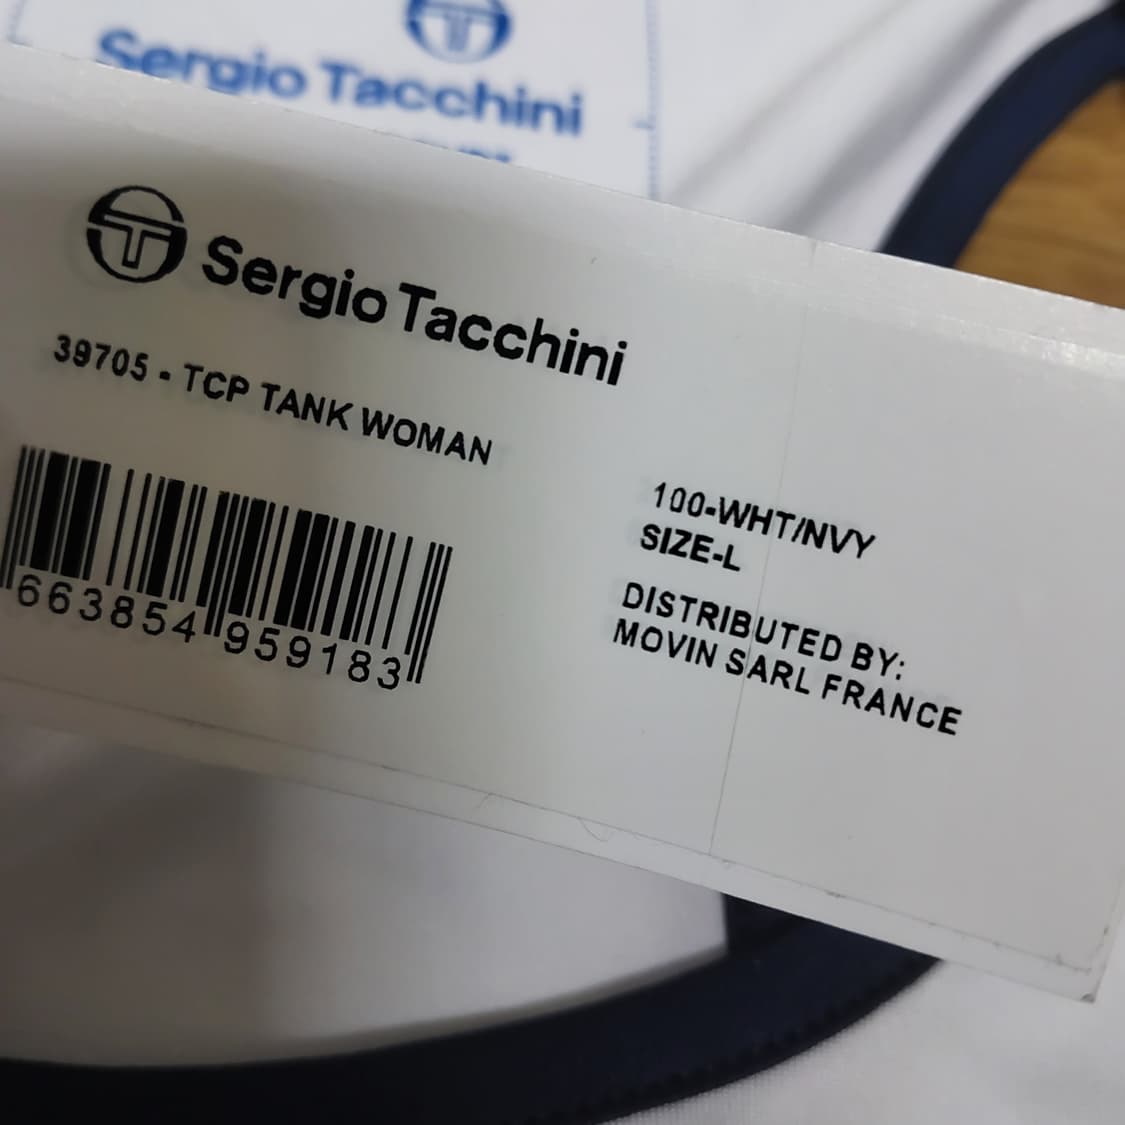 Sergio Tacchini
Sergio Tacchini
39705 - TCP TANK WOMAN
663854 959183
100-WHT/NVY
SIZE-L
DISTRIBUTED BY:
MOVIN SARL FRANCE